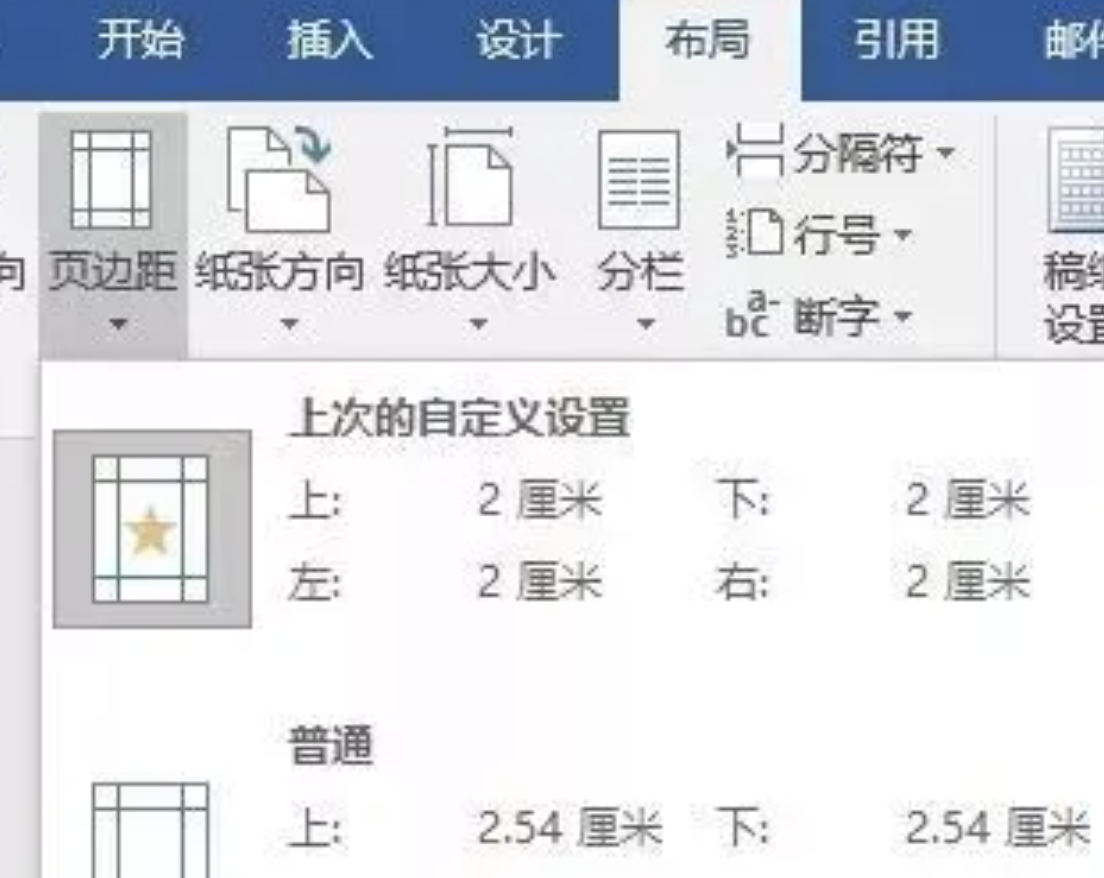 开始 插入 设计 布局 引用
页边距 纸张方向 纸张大小 分栏
分隔符
行号
断字
上次的自定义设置
上: 2 厘米 下: 2 厘米
左: 2 厘米 右: 2 厘米
普通
上: 2.54 厘米 下: 2.54 厘米